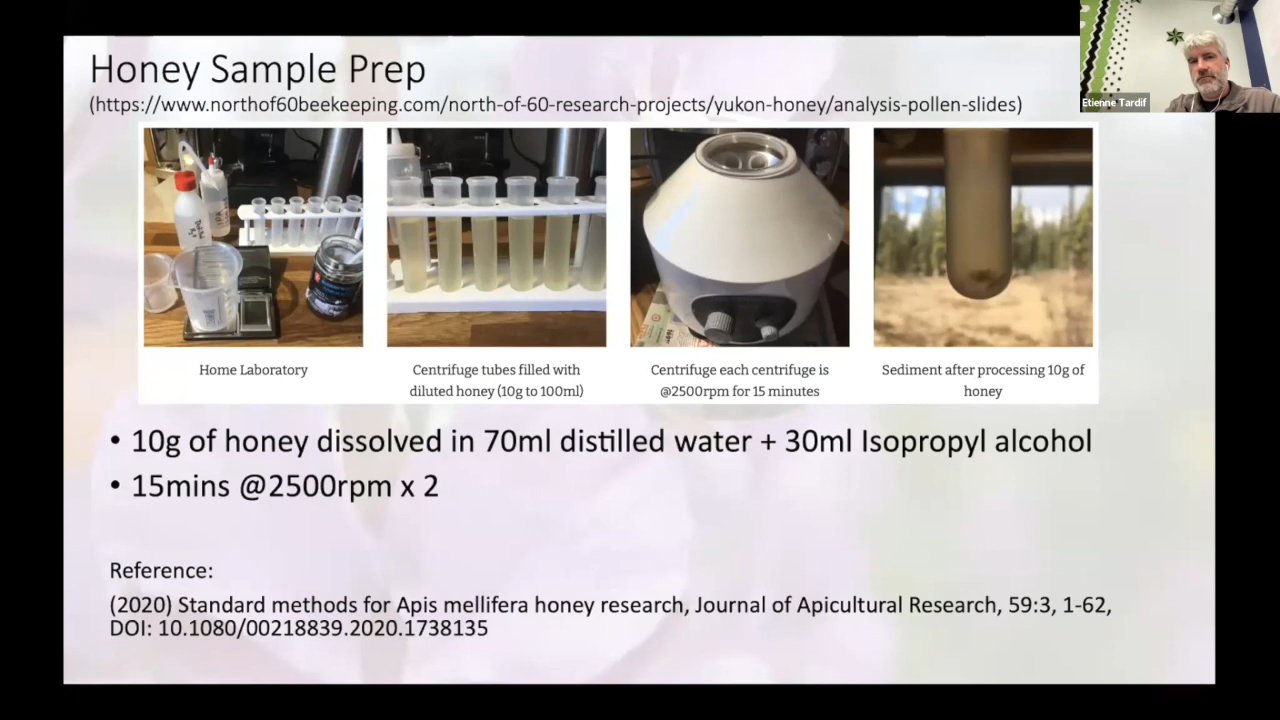 Honey Sample Prep
(https://www.northof60beekeeping.com/north-of-60-research-projects/yukon-honey/analysis-pollen-slides)
Etienne Tardif
Home Laboratory
Centrifuge tubes filled with
diluted honey (10g to 100ml)
Centrifuge each centrifuge is
@2500rpm for 15 minutes
Sediment after processing 10g of
honey
• 10g of honey dissolved in 70ml distilled water + 30ml Isopropyl alcohol
• 15mins @2500rpm x 2
Reference:
(2020) Standard methods for Apis mellifera honey research, Journal of Apicultural Research, 59:3, 1-62,
DOI: 10.1080/00218839.2020.1738135